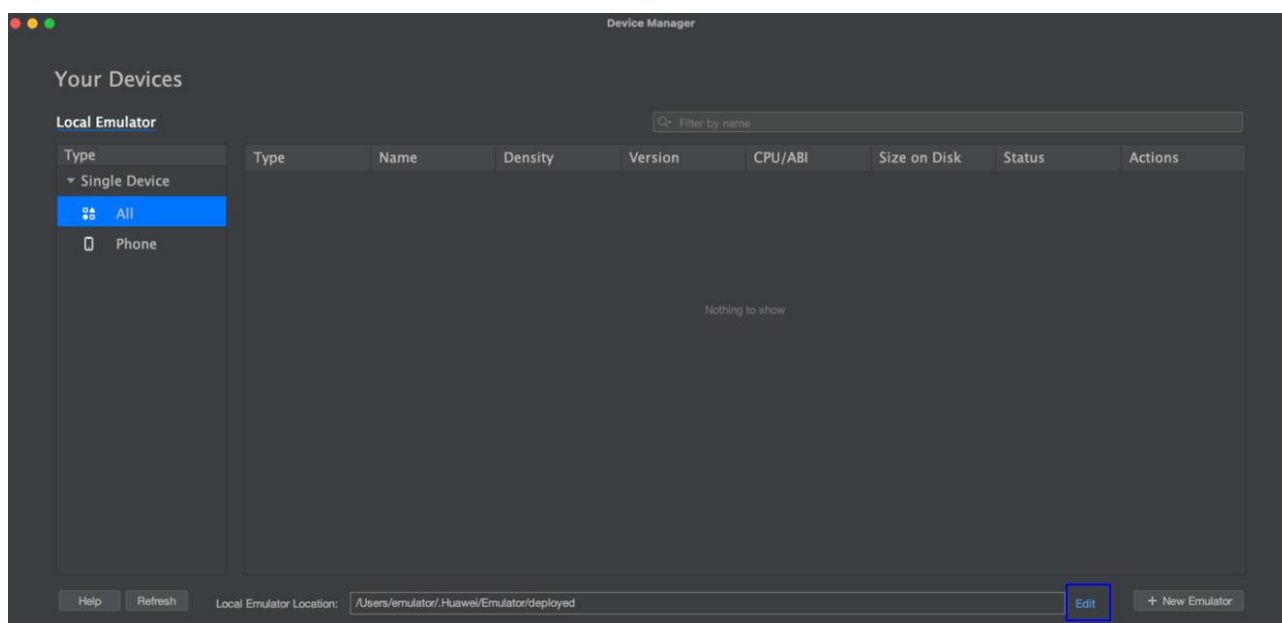 Device Manager
Your Devices
Local Emulator
Filter by name
Type
Single Device
All
Phone
Type Name Density Version CPU/ABI Size on Disk Status Actions
Nothing to show
Help Refresh Local Emulator Location: /Users/emulator/.Huawei/Emulator/deployed Edit + New Emulator